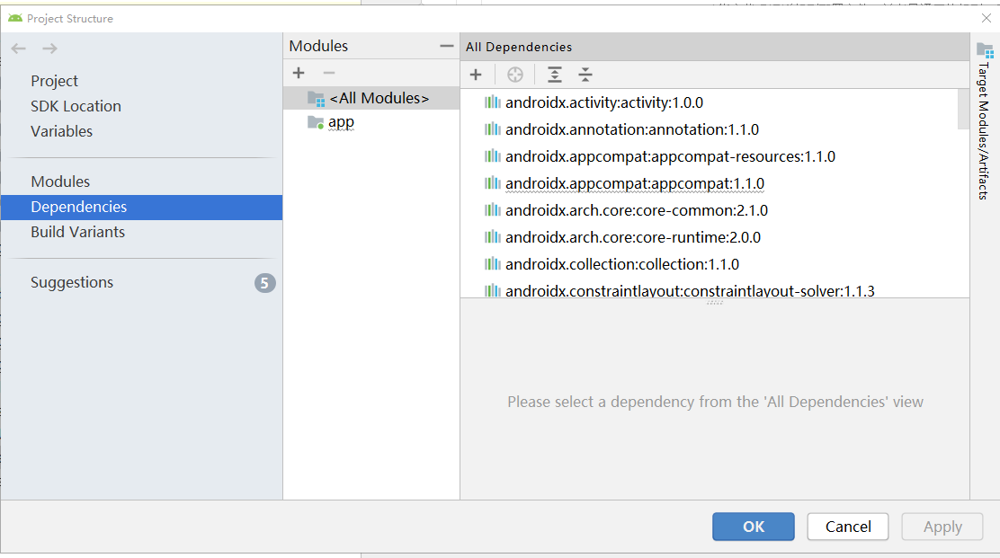 Project Structure
Project
SDK Location
Variables
Modules
Dependencies
Build Variants
Suggestions
5
Modules
<All Modules>
app
All Dependencies
androidx.activity:activity:1.0.0
androidx.annotation:annotation:1.1.0
androidx.appcompat:appcompat-resources:1.1.0
androidx.appcompat:appcompat:1.1.0
androidx.arch.core:core-common:2.1.0
androidx.arch.core:core-runtime:2.0.0
androidx.collection:collection:1.1.0
androidx.constraintlayout:constraintlayout-solver:1.1.3
Please select a dependency from the 'All Dependencies' view
Target Modules/Artifacts
OK
Cancel
Apply